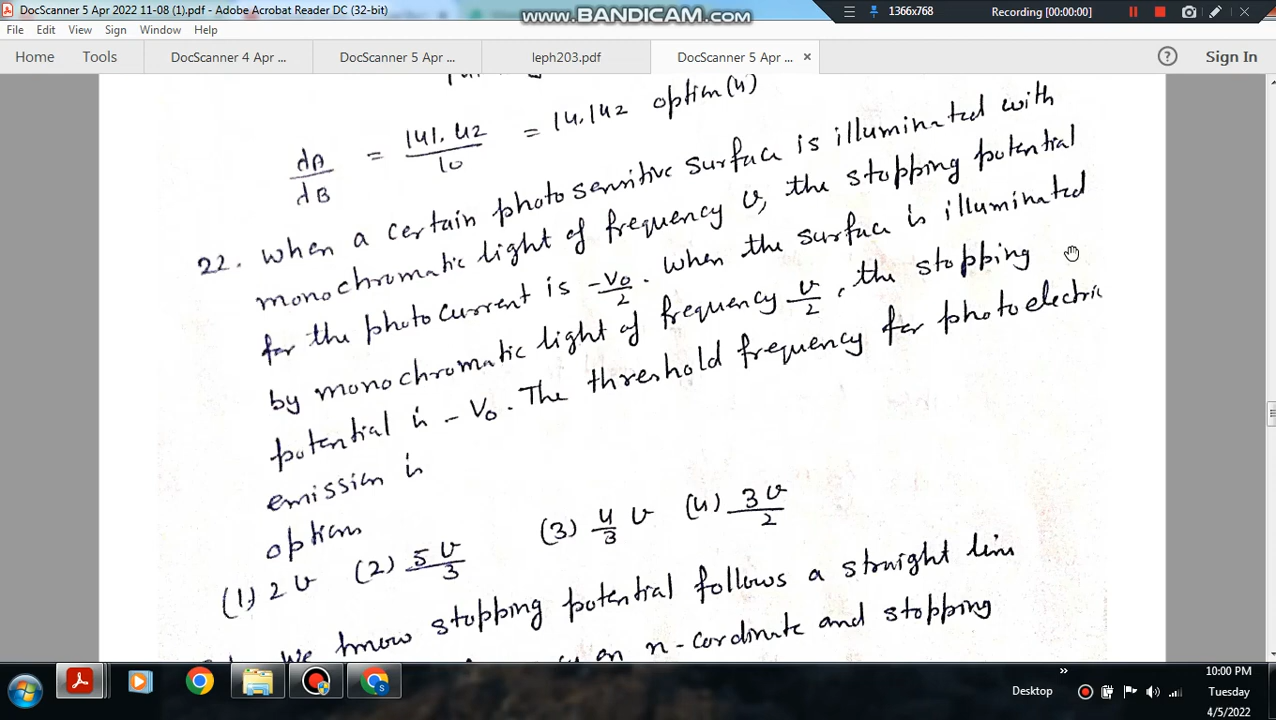 DocScanner 5 Apr 2022 11-08 (1).pdf - Adobe Acrobat Reader DC (32-bit)
www.BANDICAM.com
1366x768
Recording [00:00:00]
File Edit View Sign Window Help
Home Tools DocScanner 4 Apr ... DocScanner 5 Apr ... leph203.pdf DocScanner 5 Apr ... × ? Sign In
dA/dB = 141.42/10 = 14.142 option (4)
22. When a certain photosensitive surface is illuminated with
monochromatic light of frequency υ, the stopping potential
for the photocurrent is -V₀/2. When the surface is illuminated
by monochromatic light of frequency υ/2, the stopping
potential is -V₀. The threshold frequency for photoelectric
emission is
option
(1) 2υ (2) 5υ/3 (3) 4/3 υ (4) 3υ/2
We know stopping potential follows a straight line
on x-cordinate and stopping
Desktop
10:00 PM
Tuesday
4/5/2022